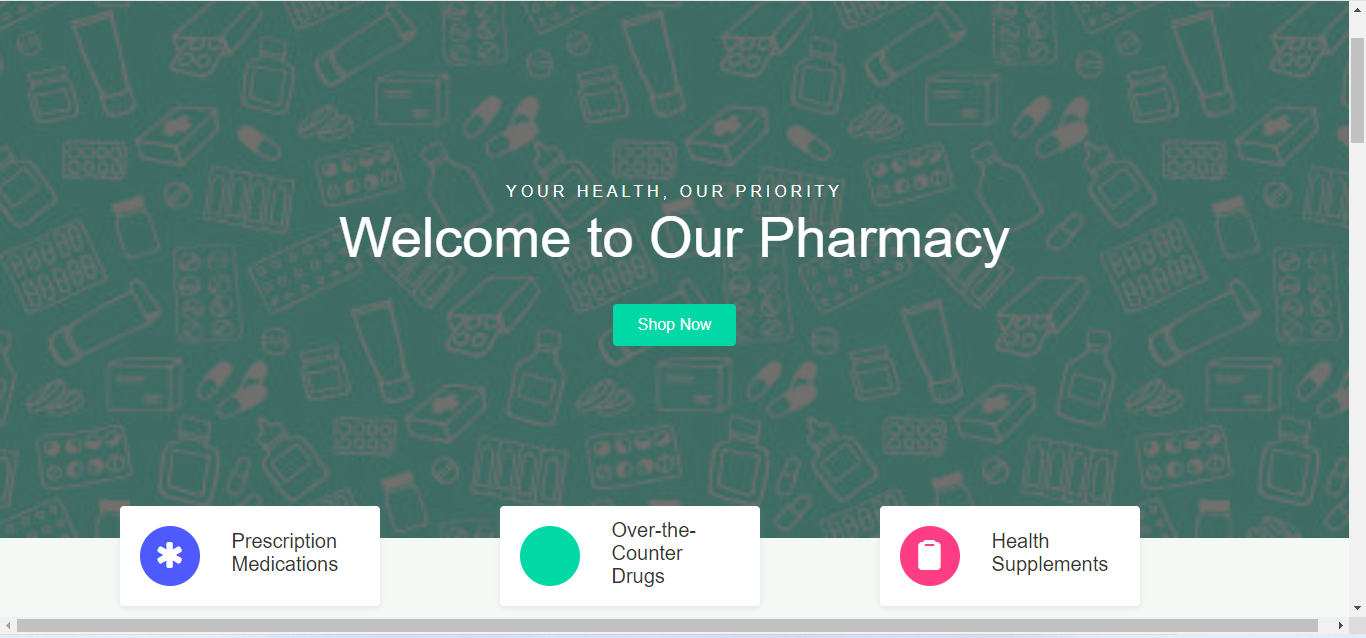 YOUR HEALTH, OUR PRIORITY
Welcome to Our Pharmacy
Shop Now
Prescription
Medications
Over-the-
Counter
Drugs
Health
Supplements